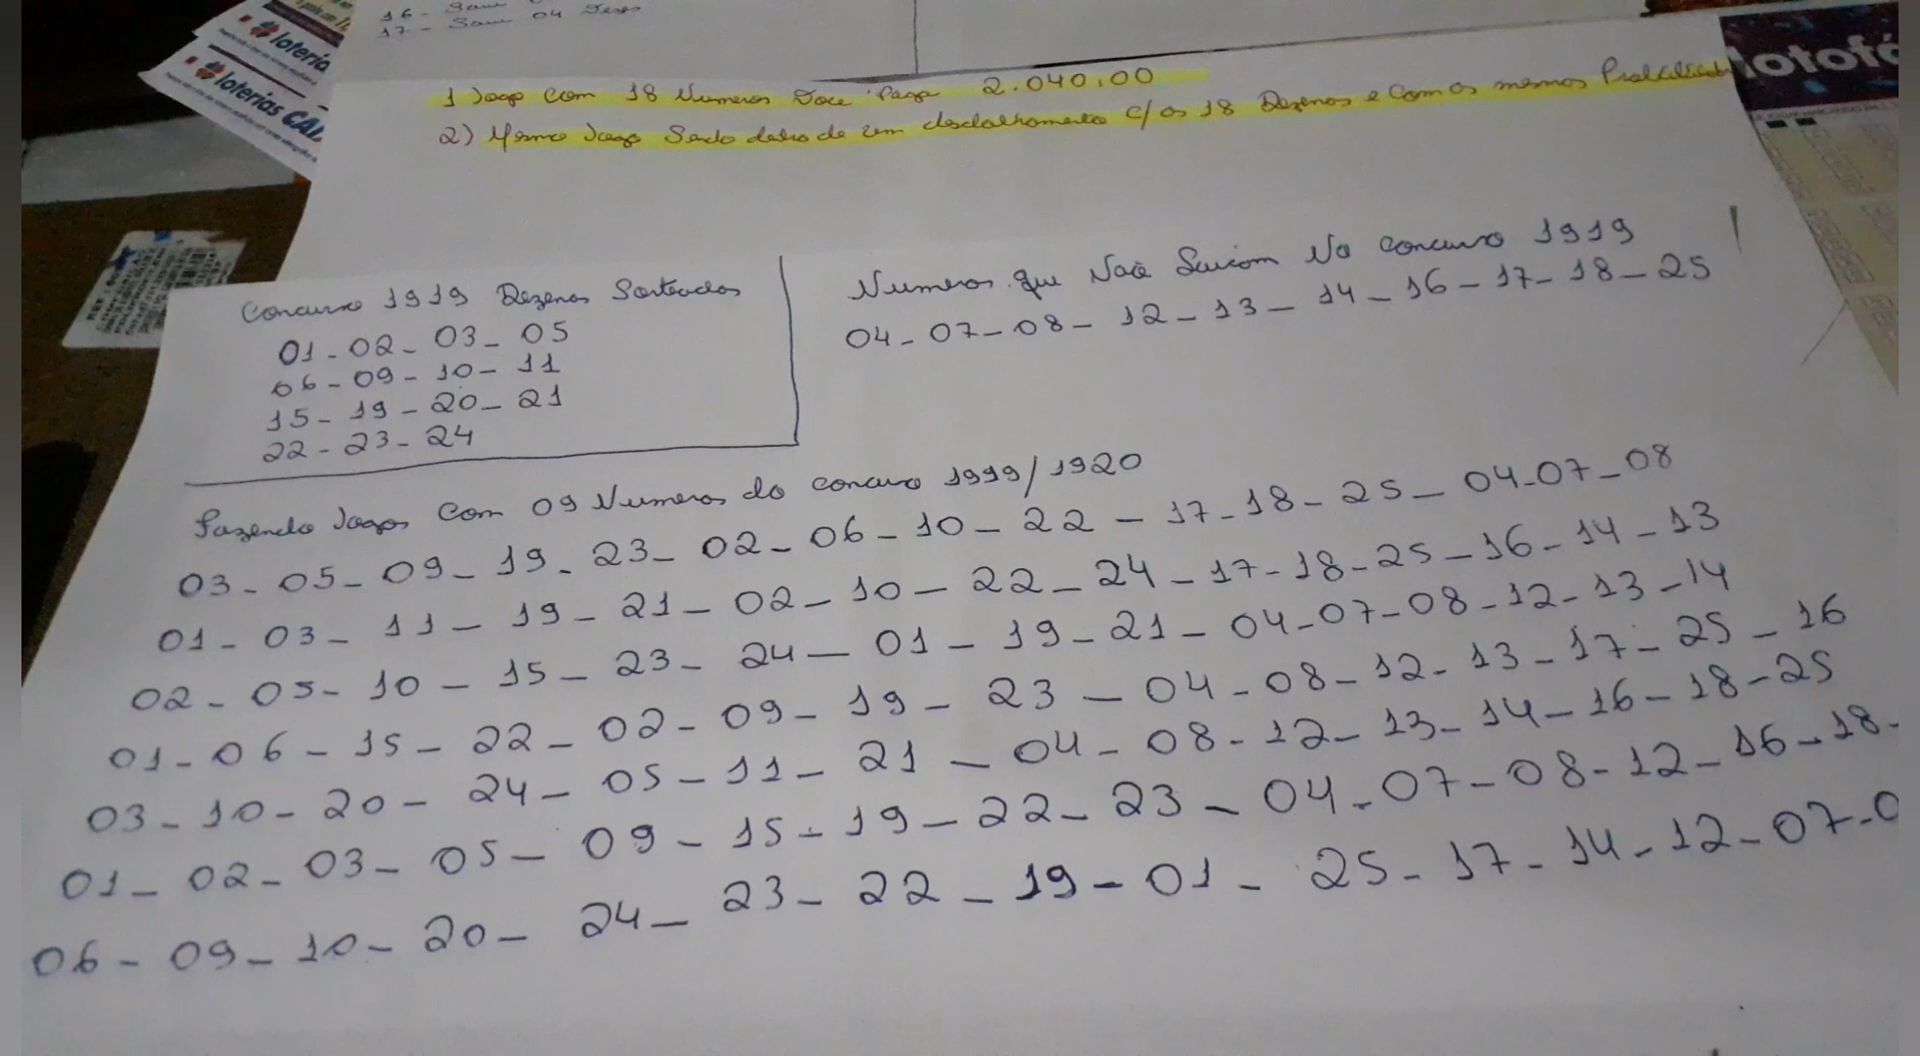 16 -
17 - 04
loteria
loterias CAI
lotofá
1 Jogo com 18 Numeros Voce Paga 2.040,00
2) Mesmo Jogo Sendo dentro de um desdobramento c/ os 18 Dezenas e com os mesmos
Concurso 1919 Dezenas Sorteadas
01 - 02 - 03 - 05
06 - 09 - 10 - 11
15 - 19 - 20 - 21
22 - 23 - 24
Numeros que Não Sairam No concurso 1919
04 - 07 - 08 - 12 - 13 - 14 - 16 - 17 - 18 - 25
Fazendo Jogos com 09 Numeros do concurso 1999/1920
03 - 05 - 09 - 19 - 23 - 02 - 06 - 10 - 22 - 17 - 18 - 25 - 04 - 07 - 08
01 - 03 - 11 - 19 - 21 - 02 - 10 - 22 - 24 - 17 - 18 - 25 - 16 - 14 - 13
02 - 05 - 10 - 15 - 23 - 24 - 01 - 19 - 21 - 04 - 07 - 08 - 12 - 13 - 14
01 - 06 - 15 - 22 - 02 - 09 - 19 - 23 - 04 - 08 - 12 - 13 - 17 - 25 - 16
03 - 10 - 20 - 24 - 05 - 11 - 21 - 04 - 08 - 12 - 13 - 14 - 16 - 18 - 25
01 - 02 - 03 - 05 - 09 - 15 - 19 - 22 - 23 - 04 - 07 - 08 - 12 - 16 - 18 -
06 - 09 - 10 - 20 - 24 - 23 - 22 - 19 - 01 - 25 - 17 - 14 - 12 - 07 - 0